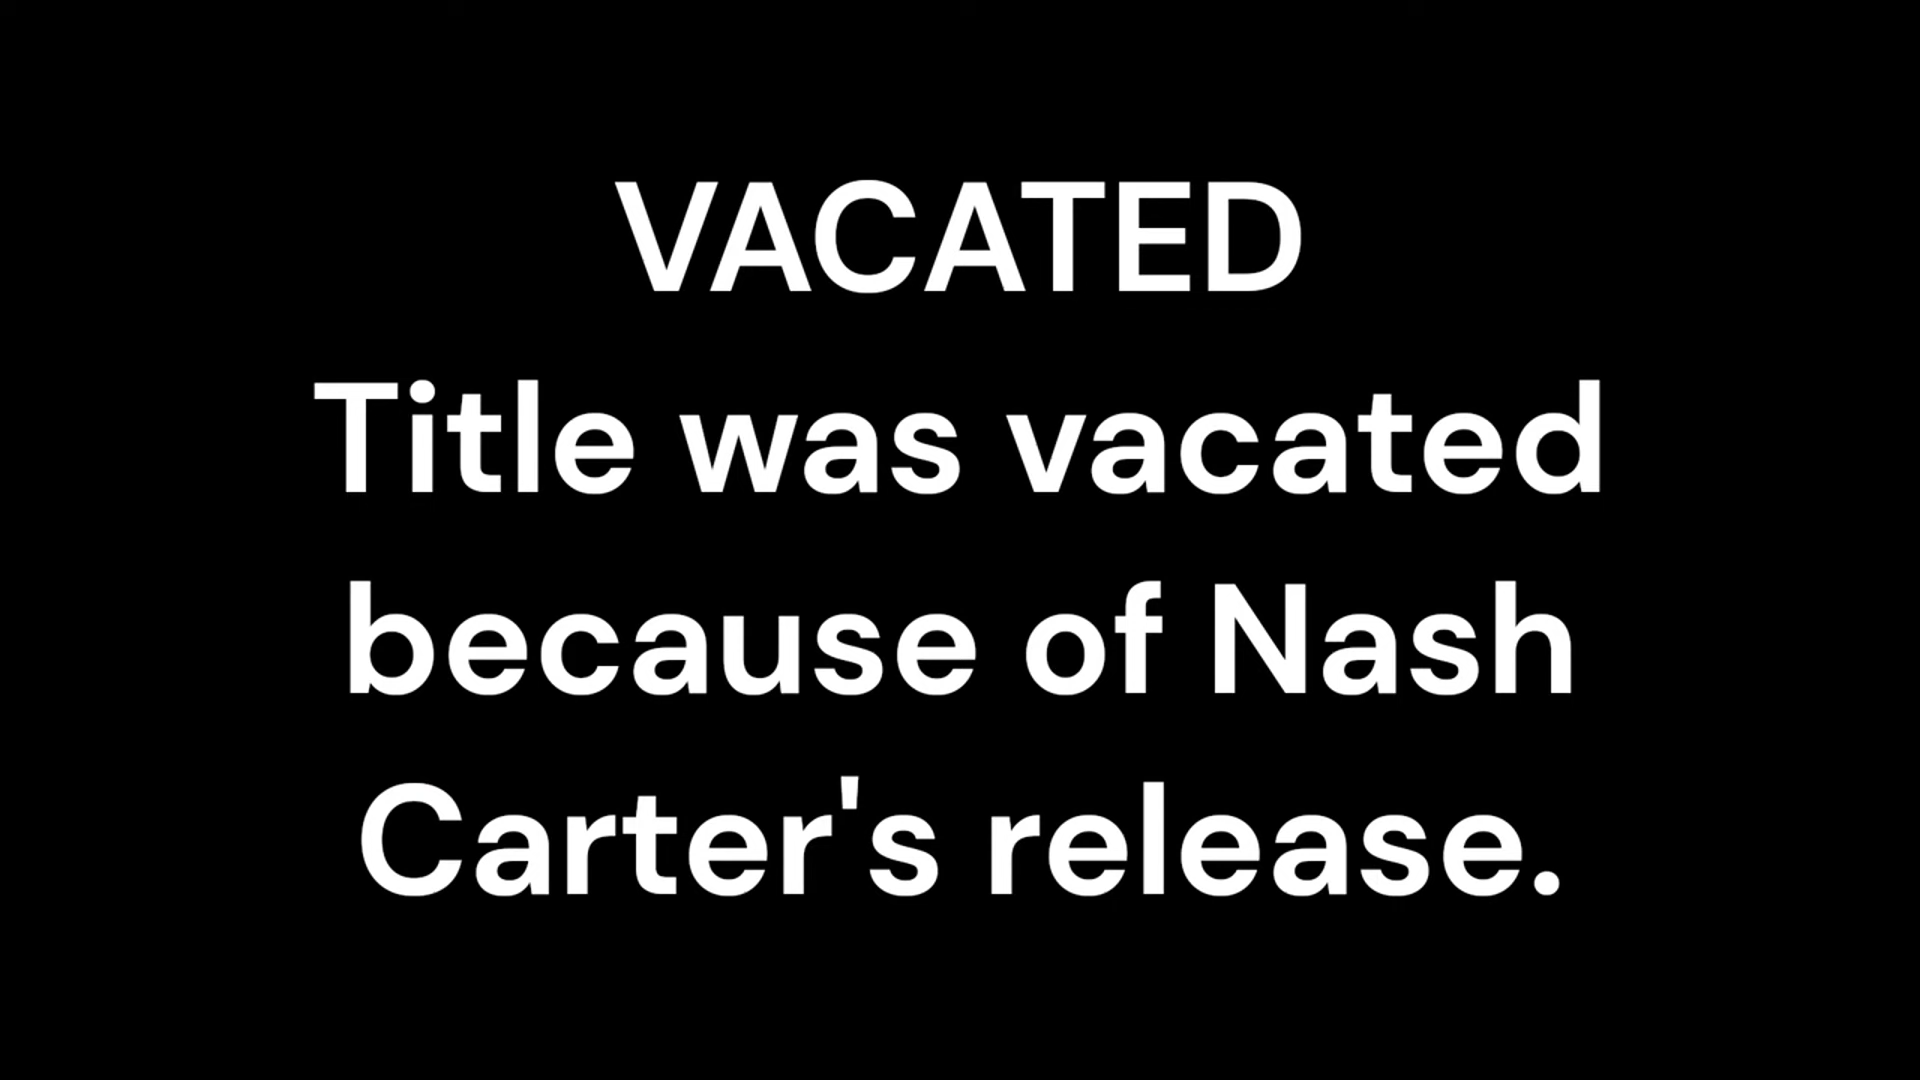 VACATED
Title was vacated
because of Nash
Carter's release.